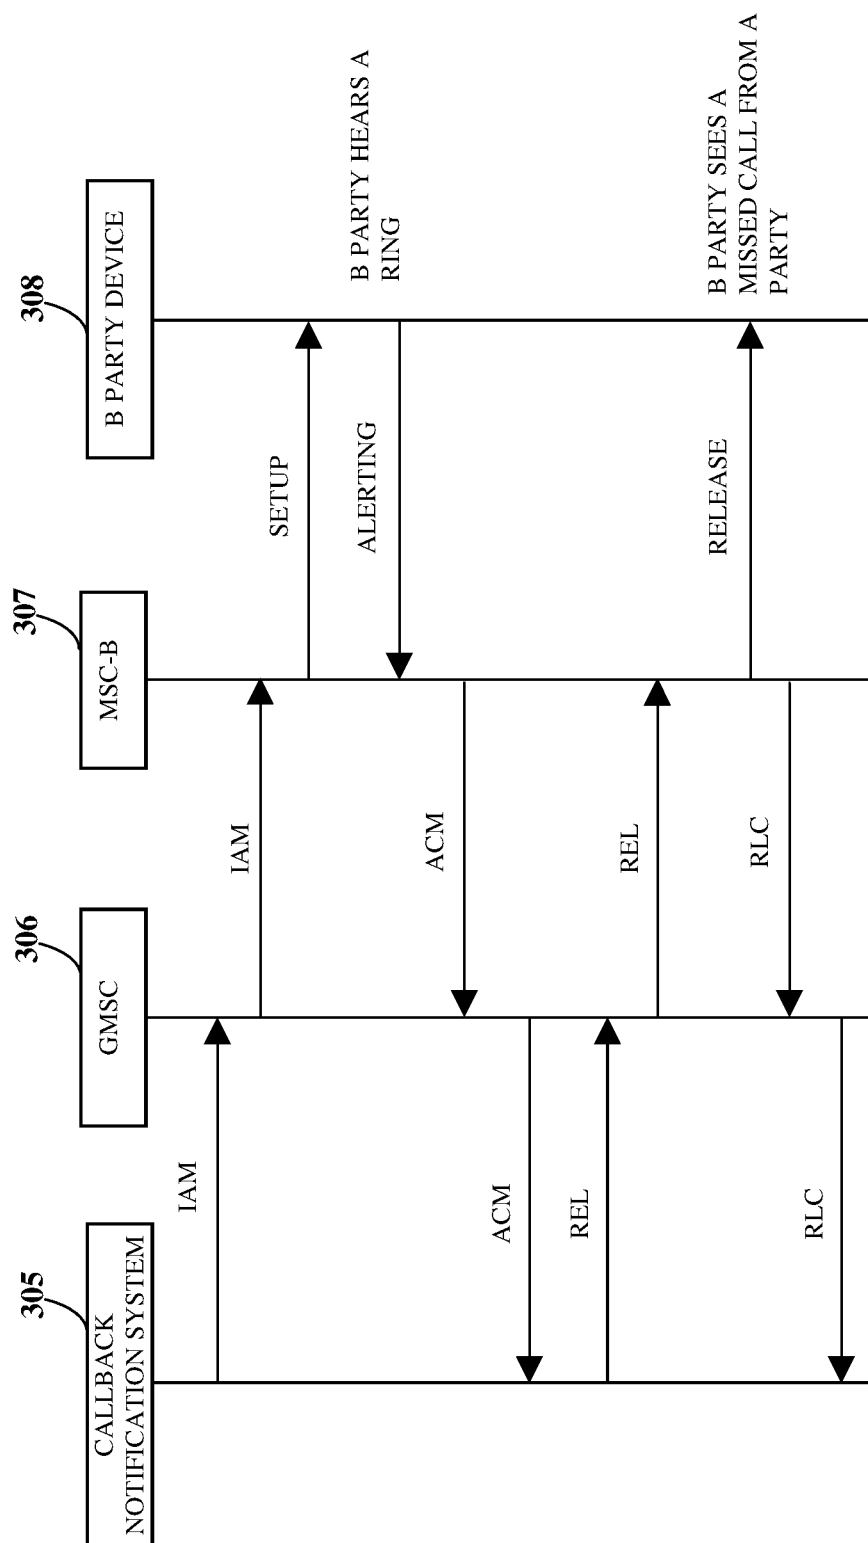 305
CALLBACK
NOTIFICATION SYSTEM
306
GMSC
307
MSC-B
308
B PARTY DEVICE
IAM
IAM
SETUP
ALERTING
B PARTY HEARS A
RING
ACM
ACM
REL
REL
RELEASE
B PARTY SEES A
MISSED CALL FROM A
PARTY
RLC
RLC